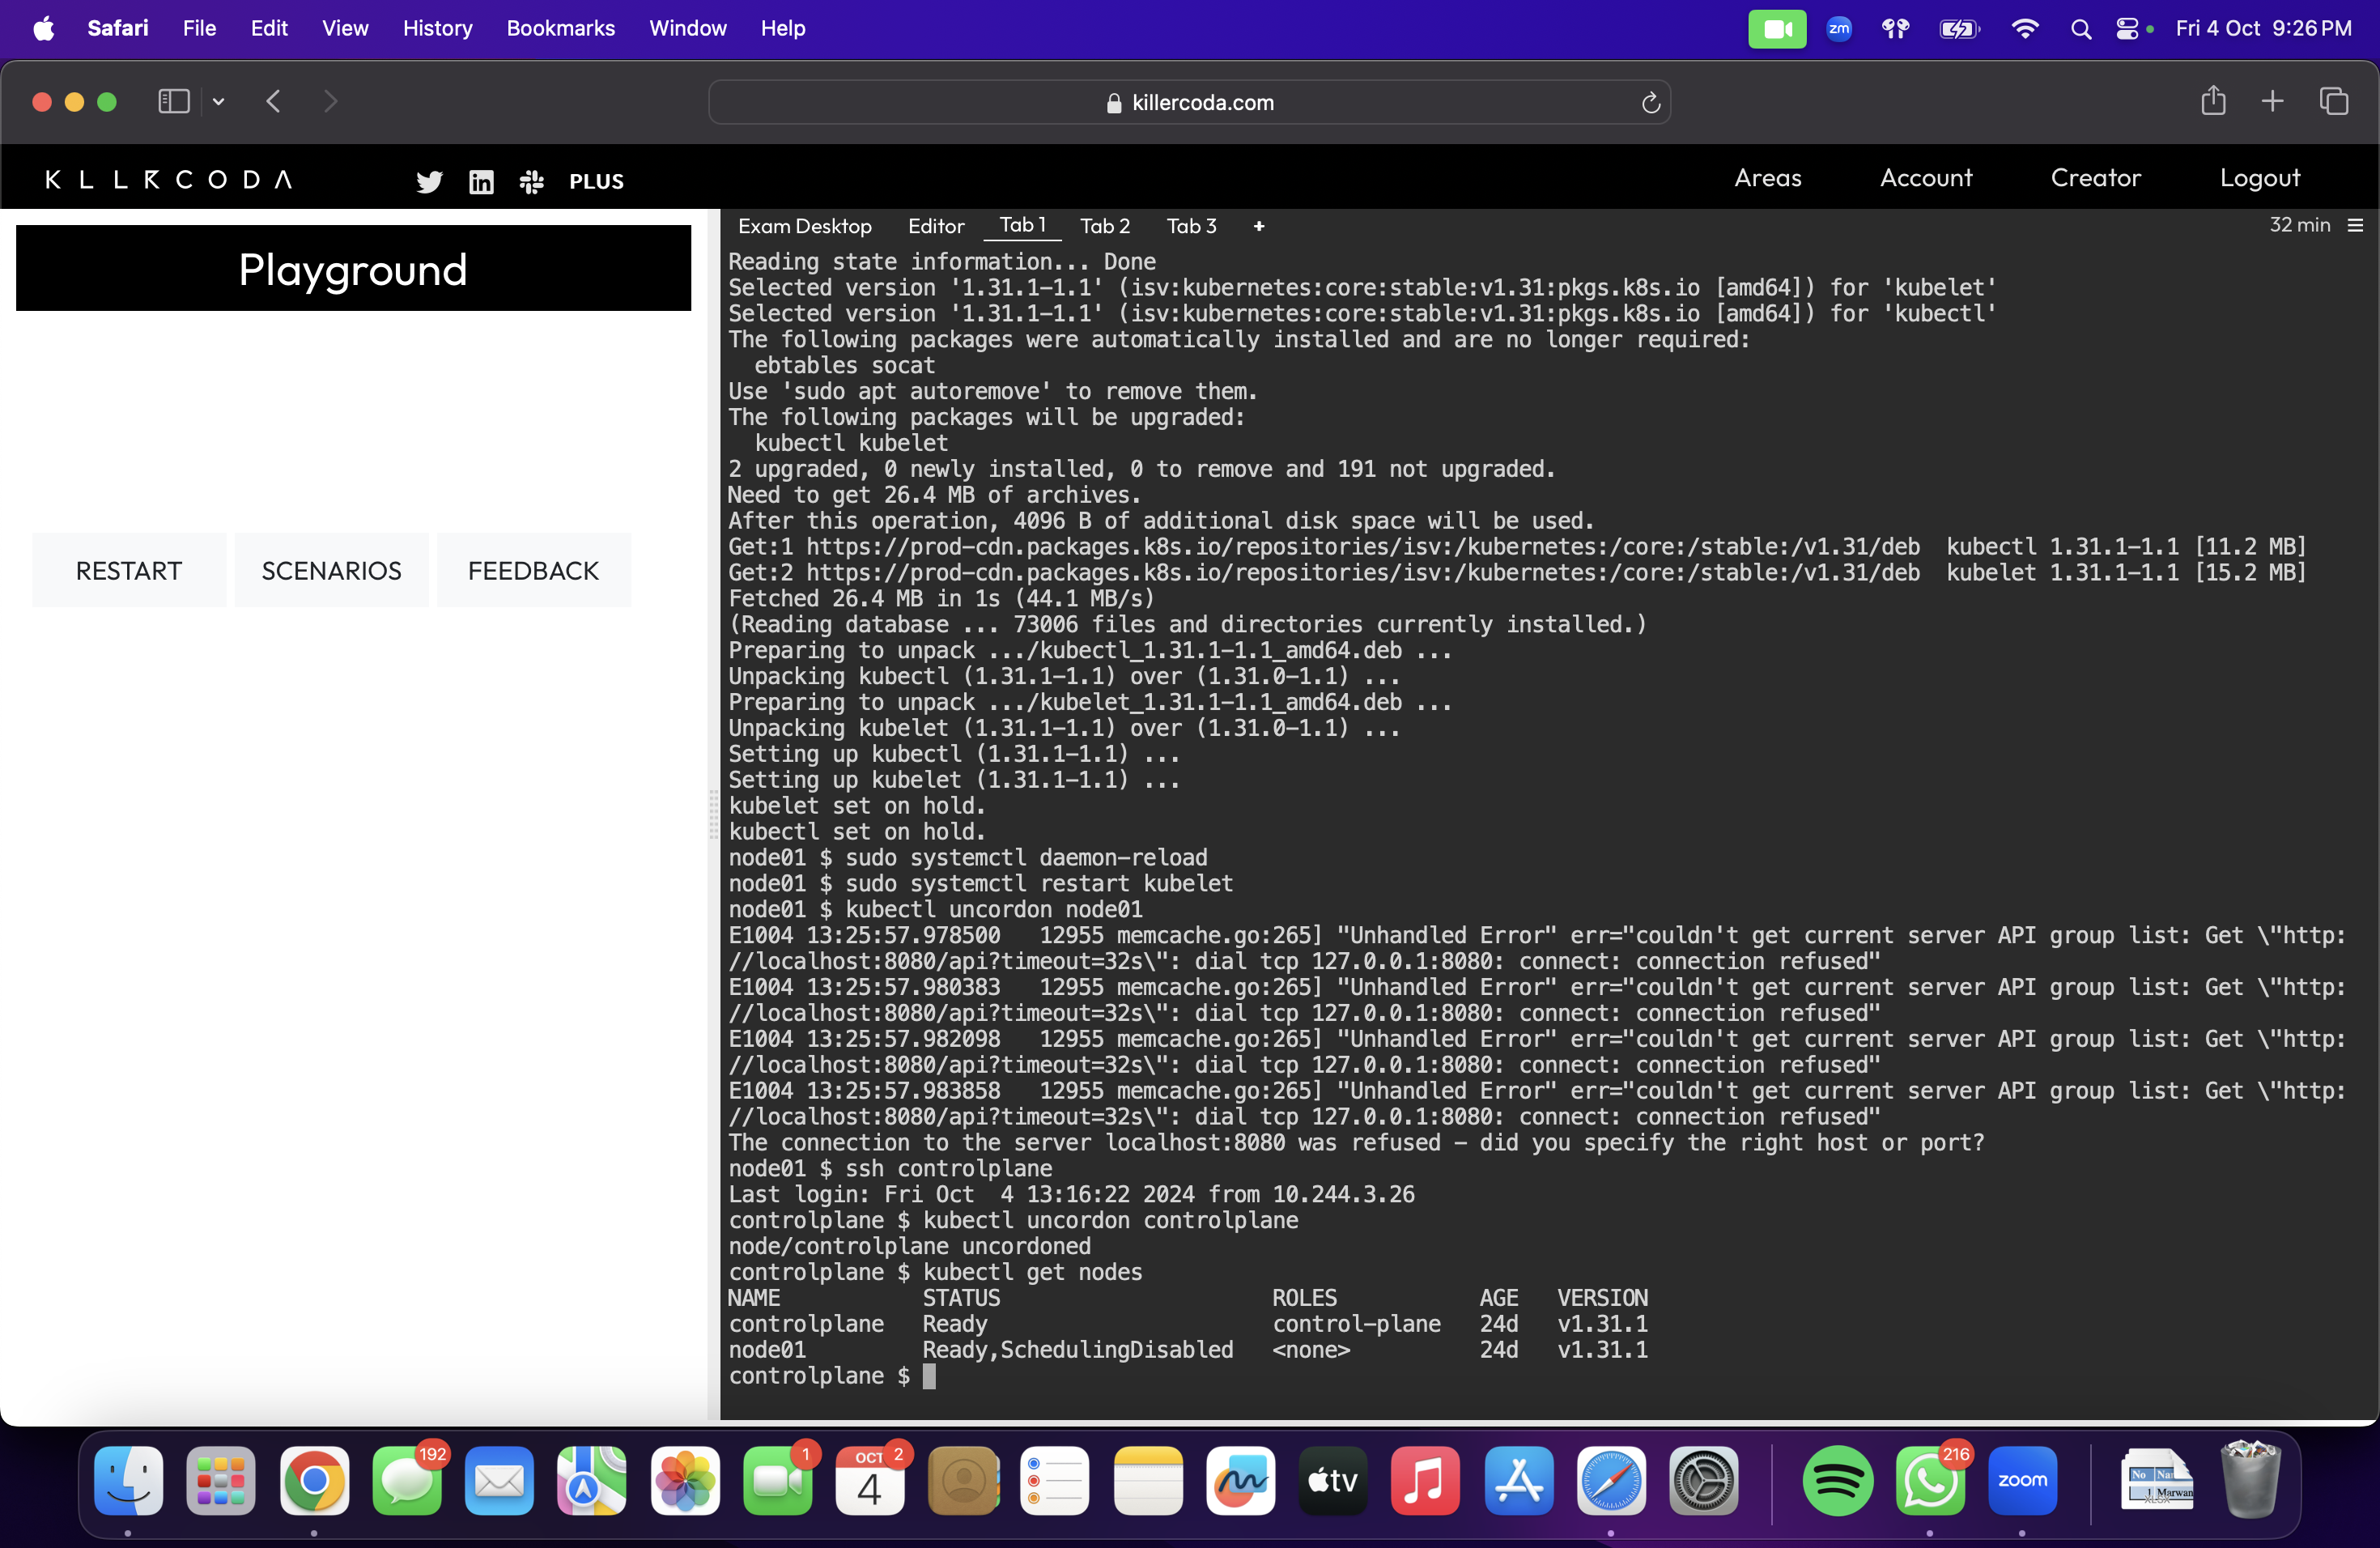 Safari File Edit View History Bookmarks Window Help zm Fri 4 Oct 9:26 PM
killercoda.com
KLLRCODA PLUS Areas Account Creator Logout
Playground
RESTART SCENARIOS FEEDBACK
Exam Desktop Editor Tab 1 Tab 2 Tab 3 + 32 min
Reading state information... Done
Selected version '1.31.1-1.1' (isv:kubernetes:core:stable:v1.31:pkgs.k8s.io [amd64]) for 'kubelet'
Selected version '1.31.1-1.1' (isv:kubernetes:core:stable:v1.31:pkgs.k8s.io [amd64]) for 'kubectl'
The following packages were automatically installed and are no longer required:
  ebtables socat
Use 'sudo apt autoremove' to remove them.
The following packages will be upgraded:
  kubectl kubelet
2 upgraded, 0 newly installed, 0 to remove and 191 not upgraded.
Need to get 26.4 MB of archives.
After this operation, 4096 B of additional disk space will be used.
Get:1 https://prod-cdn.packages.k8s.io/repositories/isv:/kubernetes:/core:/stable:/v1.31/deb  kubectl 1.31.1-1.1 [11.2 MB]
Get:2 https://prod-cdn.packages.k8s.io/repositories/isv:/kubernetes:/core:/stable:/v1.31/deb  kubelet 1.31.1-1.1 [15.2 MB]
Fetched 26.4 MB in 1s (44.1 MB/s)
(Reading database ... 73006 files and directories currently installed.)
Preparing to unpack .../kubectl_1.31.1-1.1_amd64.deb ...
Unpacking kubectl (1.31.1-1.1) over (1.31.0-1.1) ...
Preparing to unpack .../kubelet_1.31.1-1.1_amd64.deb ...
Unpacking kubelet (1.31.1-1.1) over (1.31.0-1.1) ...
Setting up kubectl (1.31.1-1.1) ...
Setting up kubelet (1.31.1-1.1) ...
kubelet set on hold.
kubectl set on hold.
node01 $ sudo systemctl daemon-reload
node01 $ sudo systemctl restart kubelet
node01 $ kubectl uncordon node01
E1004 13:25:57.978500   12955 memcache.go:265] "Unhandled Error" err="couldn't get current server API group list: Get \"http:
//localhost:8080/api?timeout=32s\": dial tcp 127.0.0.1:8080: connect: connection refused"
E1004 13:25:57.980383   12955 memcache.go:265] "Unhandled Error" err="couldn't get current server API group list: Get \"http:
//localhost:8080/api?timeout=32s\": dial tcp 127.0.0.1:8080: connect: connection refused"
E1004 13:25:57.982098   12955 memcache.go:265] "Unhandled Error" err="couldn't get current server API group list: Get \"http:
//localhost:8080/api?timeout=32s\": dial tcp 127.0.0.1:8080: connect: connection refused"
E1004 13:25:57.983858   12955 memcache.go:265] "Unhandled Error" err="couldn't get current server API group list: Get \"http:
//localhost:8080/api?timeout=32s\": dial tcp 127.0.0.1:8080: connect: connection refused"
The connection to the server localhost:8080 was refused - did you specify the right host or port?
node01 $ ssh controlplane
Last login: Fri Oct  4 13:16:22 2024 from 10.244.3.26
controlplane $ kubectl uncordon controlplane
node/controlplane uncordoned
controlplane $ kubectl get nodes
NAME           STATUS                     ROLES           AGE   VERSION
controlplane   Ready                      control-plane   24d   v1.31.1
node01         Ready,SchedulingDisabled   <none>          24d   v1.31.1
controlplane $
192 1 OCT 4 2 tv 216 zoom No Na 1 Marwan XLSX